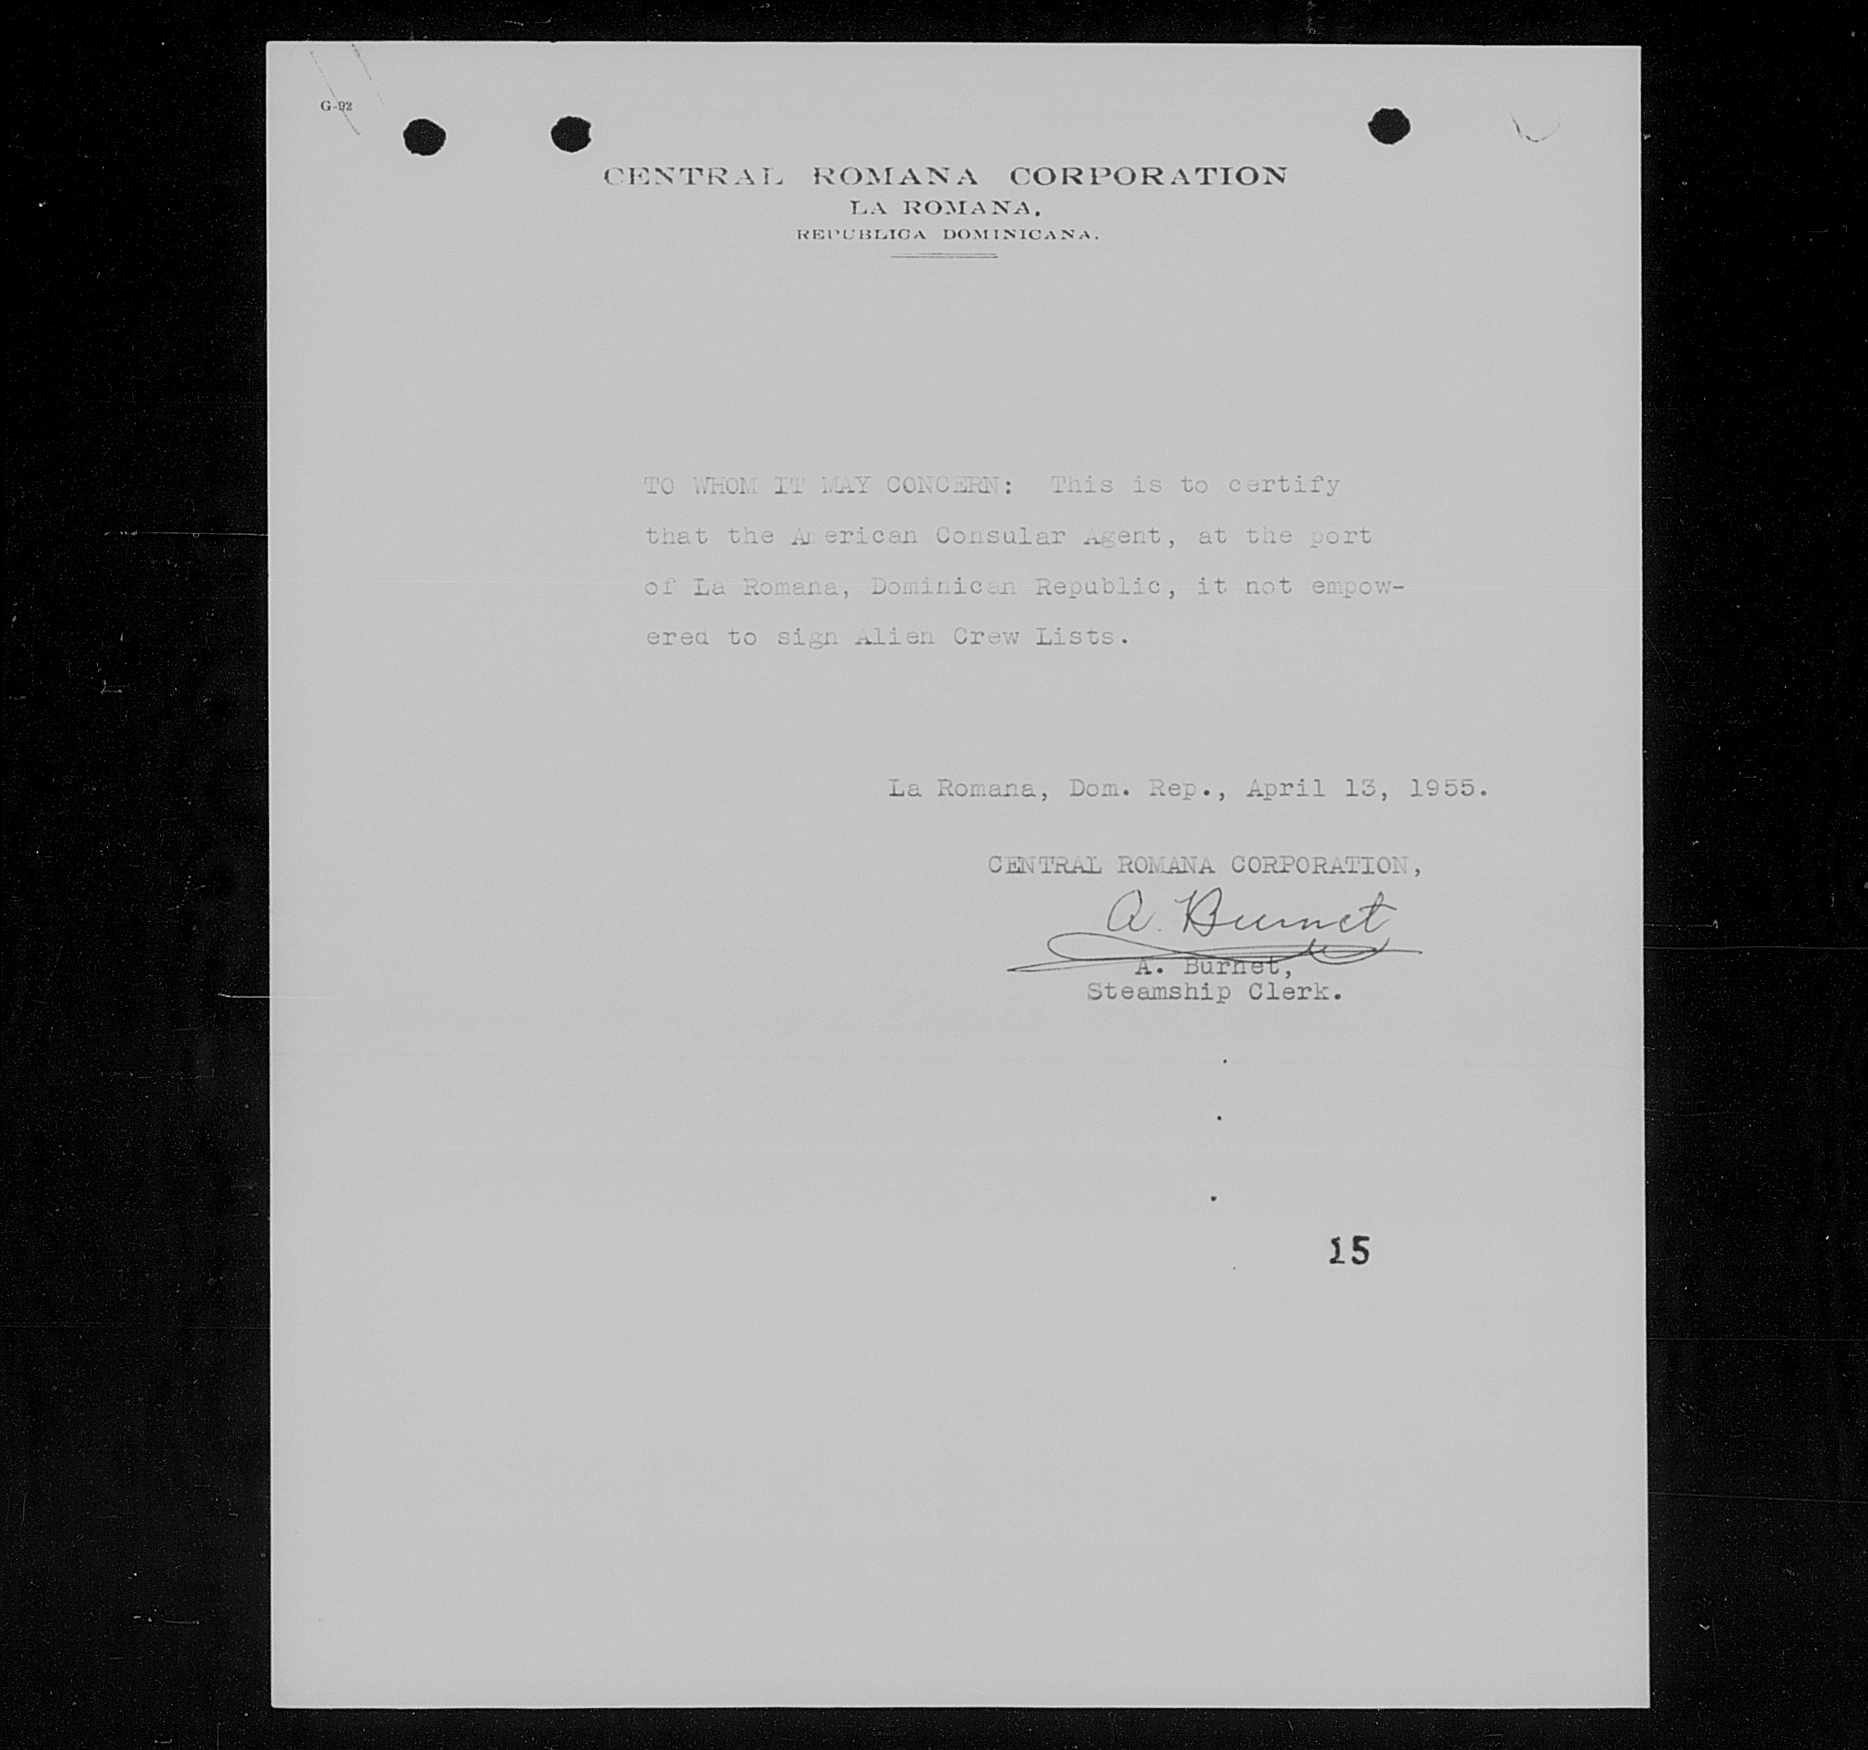 G-92
CENTRAL ROMANA CORPORATION
LA ROMANA,
REPUBLICA DOMINICANA.
TO WHOM IT MAY CONCERN: This is to certify
that the American Consular Agent, at the port
of La Romana, Dominican Republic, it not empow-
ered to sign Alien Crew Lists.
La Romana, Dom. Rep., April 13, 1955.
CENTRAL ROMANA CORPORATION,
A. Burnet
A. Burnet,
Steamship Clerk.
15